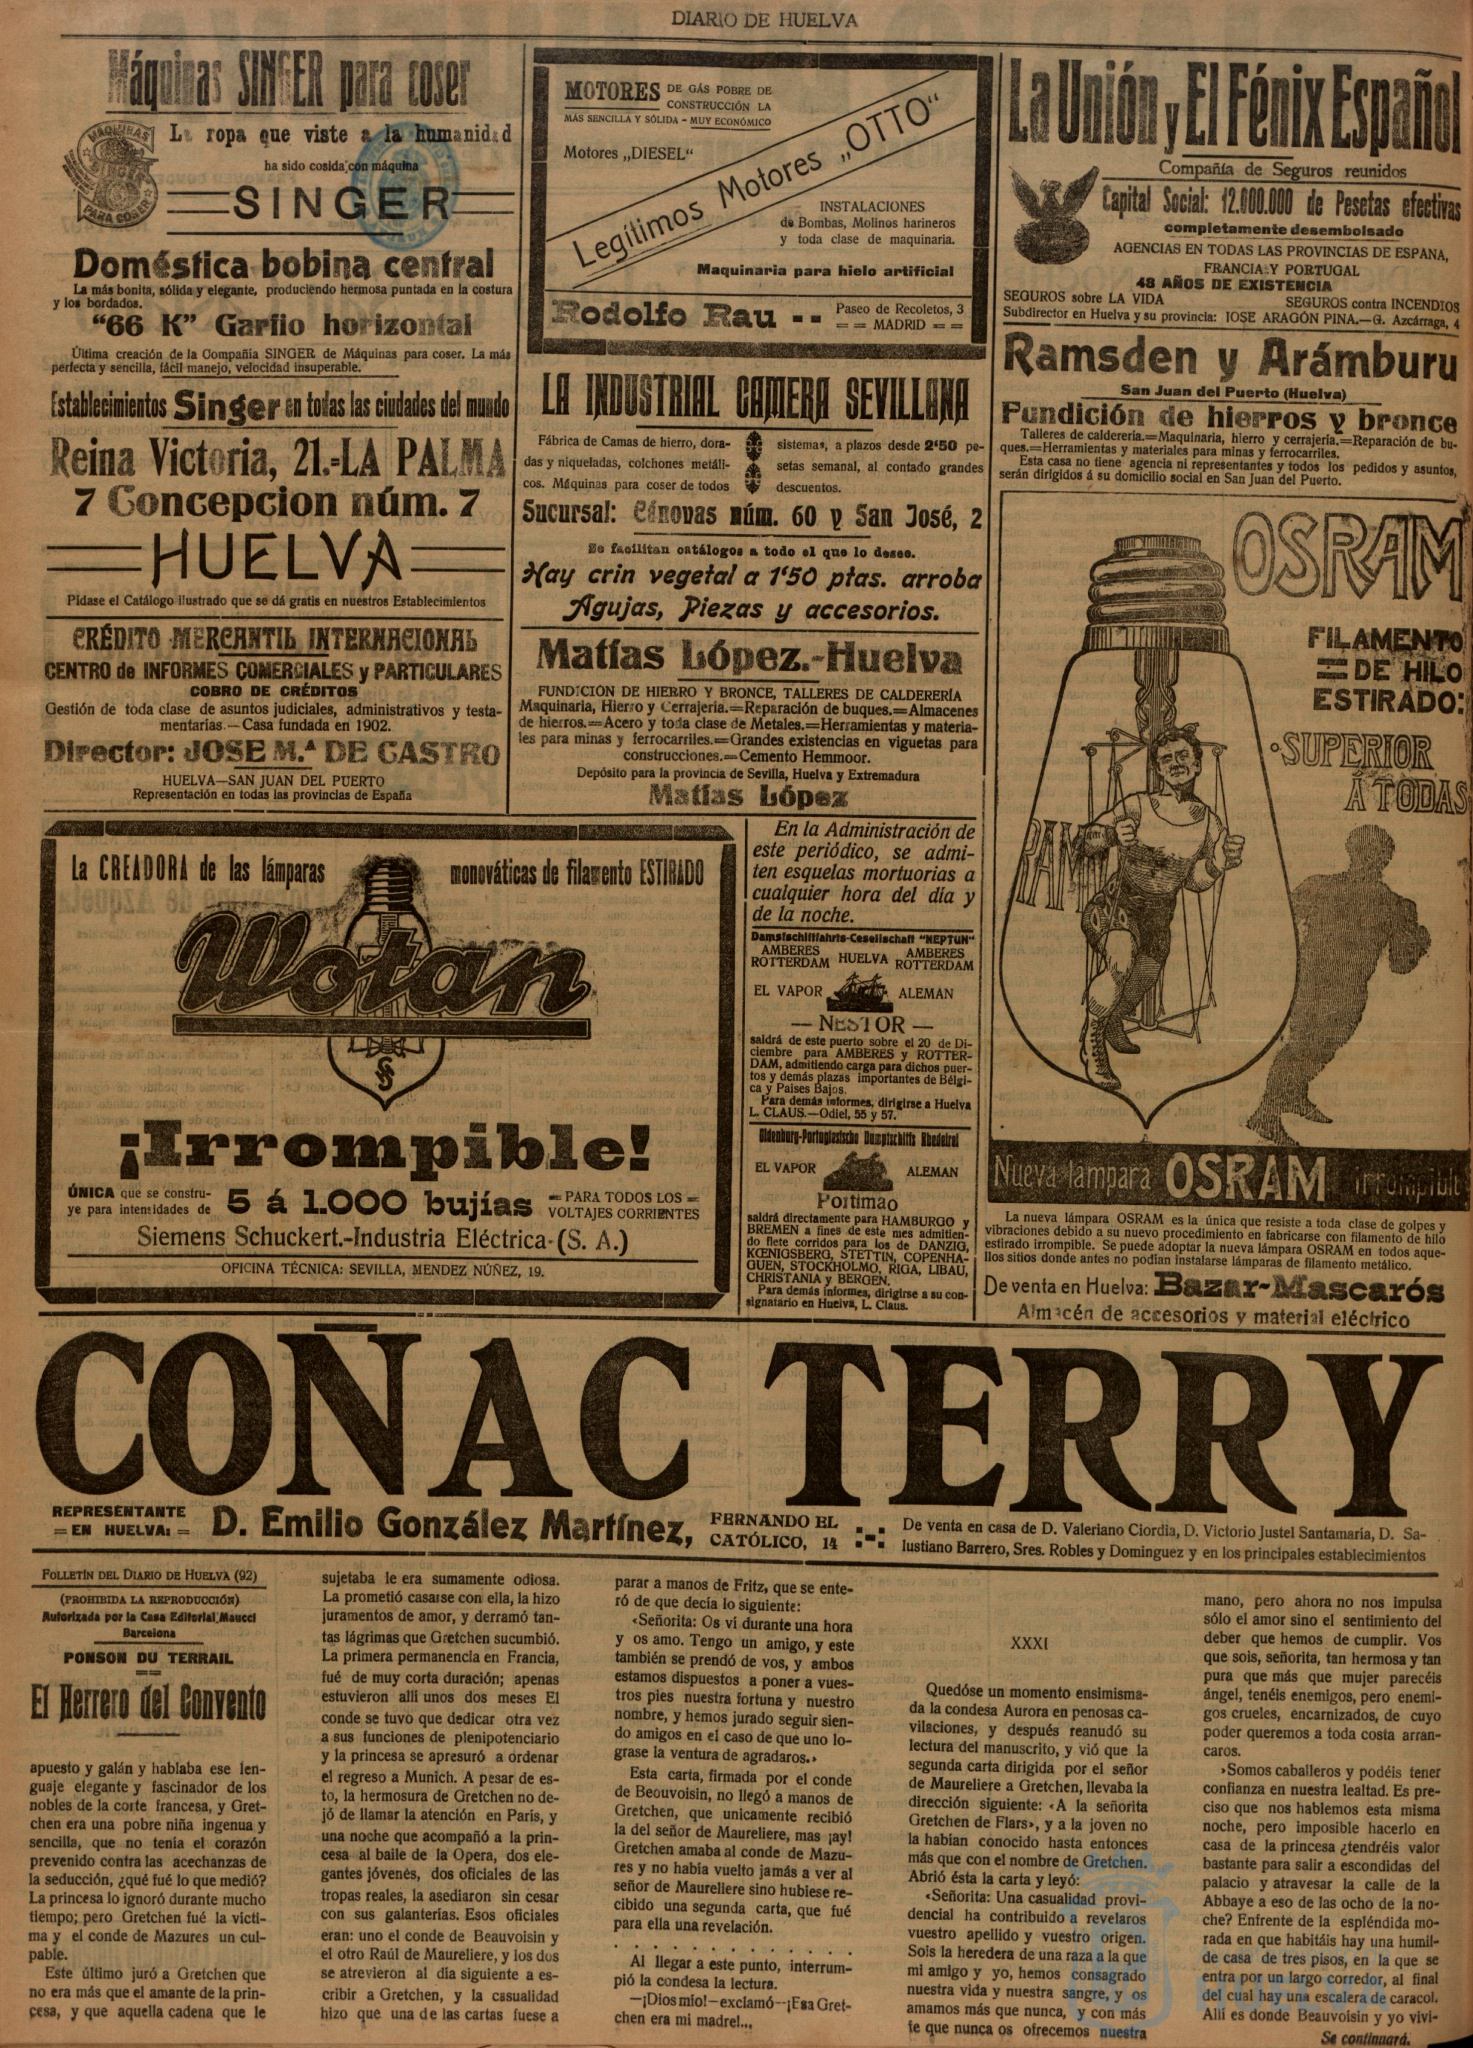 DIARIO DE HUELVA
Máquinas SINGER para coser
MAQUINAS
SINGER
PARA COSER
La ropa que viste a la humanidad
ha sido cosida con máquina
SINGER
Doméstica bobina central
La más bonita, sólida y elegante, produciendo hermosa puntada en la costura
y los bordados.
"66 K" Garfio horizontal
Última creación de la Compañía SINGER de Máquinas para coser. La más
perfecta y sencilla, fácil manejo, velocidad insuperable.
Establecimientos Singer en todas las ciudades del mundo
Reina Victoria, 21.-LA PALMA
7 Concepcion núm. 7
HUELVA
Pídase el Catálogo ilustrado que se dá gratis en nuestros Establecimientos
CRÉDITO MERCANTIL INTERNACIONAL
CENTRO de INFORMES COMERCIALES y PARTICULARES
COBRO DE CRÉDITOS
Gestión de toda clase de asuntos judiciales, administrativos y testa-
mentarias.—Casa fundada en 1902.
Director: JOSE M.ª DE CASTRO
HUELVA—SAN JUAN DEL PUERTO
Representación en todas las provincias de España
MOTORES DE GÁS POBRE DE
CONSTRUCCIÓN LA
MÁS SENCILLA Y SÓLIDA - MUY ECONÓMICO
Motores „DIESEL"
Legítimos Motores „OTTO"
INSTALACIONES
de Bombas, Molinos harineros
y toda clase de maquinaria.
Maquinaria para hielo artificial
Rodolfo Rau -- Paseo de Recoletos, 3
== MADRID ==
LA INDUSTRIAL CAMERA SEVILLANA
Fábrica de Camas de hierro, dora-
das y niqueladas, colchones metáli-
cos. Máquinas para coser de todos
sistemas, a plazos desde 2'50 pe-
setas semanal, al contado grandes
descuentos.
Sucursal: Cánovas núm. 60 y San José, 2
Se facilitan catálogos a todo el que lo desee.
Hay crin vegetal a 1'50 ptas. arroba
Agujas, Piezas y accesorios.
Matías López.-Huelva
FUNDICIÓN DE HIERRO Y BRONCE, TALLERES DE CALDERERÍA
Maquinaria, Hierro y Cerrajería.=Reparación de buques.=Almacenes
de hierros.=Acero y toda clase de Metales.=Herramientas y materia-
les para minas y ferrocarriles.=Grandes existencias en viguetas para
construcciones.=Cemento Hemmoor.
Depósito para la provincia de Sevilla, Huelva y Extremadura
Matías López
La Unión y El Fénix Español
Compañía de Seguros reunidos
Capital Social: 12.000.000 de Pesetas efectivas
completamente desembolsado
AGENCIAS EN TODAS LAS PROVINCIAS DE ESPAÑA,
FRANCIA Y PORTUGAL
48 AÑOS DE EXISTENCIA
SEGUROS sobre LA VIDA SEGUROS contra INCENDIOS
Subdirector en Huelva y su provincia: JOSE ARAGÓN PINA.—G. Azcárraga, 4
Ramsden y Arámburu
San Juan del Puerto (Huelva)
Fundición de hierros y bronce
Talleres de calderería.=Maquinaria, hierro y cerrajería.=Reparación de bu-
ques.=Herramientas y materiales para minas y ferrocarriles.
Esta casa no tiene agencia ni representantes y todos los pedidos y asuntos,
serán dirigidos á su domicilio social en San Juan del Puerto.
OSRAM
FILAMENTO
DE HILO
ESTIRADO:
SUPERIOR
Á TODAS
RAM
Nueva lámpara OSRAM irrompible
La nueva lámpara OSRAM es la única que resiste a toda clase de golpes y
vibraciones debido a su nuevo procedimiento en fabricarse con filamento de hilo
estirado irrompible. Se puede adoptar la nueva lámpara OSRAM en todos aque-
llos sitios donde antes no podían instalarse lámparas de filamento metálico.
De venta en Huelva: Bazar-Mascarós
Almacén de accesorios y material eléctrico
La CREADORA de las lámparas monováticas de filamento ESTIRADO
Wotan
¡Irrompible!
ÚNICA que se constru-
ye para intensidades de
5 á 1.000 bujías
=PARA TODOS LOS=
VOLTAJES CORRIENTES
Siemens Schuckert.-Industria Eléctrica-(S. A.)
OFICINA TÉCNICA: SEVILLA, MENDEZ NÚÑEZ, 19.
En la Administración de
este periódico, se admi-
ten esquelas mortuorias a
cualquier hora del día y
de la noche.
Damsfschiffahrts-Cesellschaft "NEPTUN"
AMBERES HUELVA AMBERES
ROTTERDAM ROTTERDAM
EL VAPOR ALEMAN
— NESTOR —
saldrá de este puerto sobre el 20 de Di-
ciembre para AMBERES y ROTTER-
DAM, admitiendo carga para dichos puer-
tos y demás plazas importantes de Bélgi-
ca y Paises Bajos.
Para demás informes, dirigirse a Huelva
L. CLAUS.—Odiel, 55 y 57.
Oldenburg-Portugiesische Dampfschiffs Rhederei
EL VAPOR ALEMAN
Portimao
saldrá directamente para HAMBURGO y
BREMEN a fines de este mes admitien-
do flete corridos para los de DANZIG,
KŒNIGSBERG, STETTIN, COPENHA-
GUEN, STOCKHOLMO, RIGA, LIBAU,
CHRISTANIA y BERGEN.
Para demás informes, dirigirse a su con-
signatario en Huelva, L. Claus.
COÑAC TERRY
REPRESENTANTE
= EN HUELVA: =
D. Emilio González Martínez,
FERNANDO EL
CATÓLICO, 14
De venta en casa de D. Valeriano Ciordia, D. Victorio Justel Santamaría, D. Sa-
lustiano Barrero, Sres. Robles y Dominguez y en los principales establecimientos
FOLLETÍN DEL DIARIO DE HUELVA (92)
(PROHIBIDA LA REPRODUCCIÓN)
Autorizada por la Casa Editorial Maucci
Barcelona
PONSON DU TERRAIL
El Herrero del Convento
apuesto y galán y hablaba ese len-
guaje elegante y fascinador de los
nobles de la corte francesa, y Gret-
chen era una pobre niña ingenua y
sencilla, que no tenía el corazón
prevenido contra las acechanzas de
la seducción, ¿qué fué lo que medió?
La princesa lo ignoró durante mucho
tiempo; pero Gretchen fué la vícti-
ma y el conde de Mazures un cul-
pable.
Este último juró a Gretchen que
no era más que el amante de la prin-
cesa, y que aquella cadena que le
sujetaba le era sumamente odiosa.
La prometió casarse con ella, la hizo
juramentos de amor, y derramó tan-
tas lágrimas que Gretchen sucumbió.
La primera permanencia en Francia,
fué de muy corta duración; apenas
estuvieron allí unos dos meses El
conde se tuvo que dedicar otra vez
a sus funciones de plenipotenciario
y la princesa se apresuró a ordenar
el regreso a Munich. A pesar de es-
to, la hermosura de Gretchen no de-
jó de llamar la atención en París, y
una noche que acompañó a la prin-
cesa al baile de la Opera, dos ele-
gantes jóvenés, dos oficiales de las
tropas reales, la asediaron sin cesar
con sus galanterías. Esos oficiales
eran: uno el conde de Beauvoisin y
el otro Raúl de Maureliere, y los dos
se atrevieron al día siguiente a es-
cribir a Gretchen, y la casualidad
hizo que una de las cartas fuese a
parar a manos de Fritz, que se ente-
ró de que decía lo siguiente:
«Señorita: Os ví durante una hora
y os amo. Tengo un amigo, y este
también se prendó de vos, y ambos
estamos dispuestos a poner a vues-
tros pies nuestra fortuna y nuestro
nombre, y hemos jurado seguir sien-
do amigos en el caso de que uno lo-
grase la ventura de agradaros.»
Esta carta, firmada por el conde
de Beouvoisin, no llegó a manos de
Gretchen, que unicamente recibió
la del señor de Maureliere, mas ¡ay!
Gretchen amaba al conde de Mazu-
res y no había vuelto jamás a ver al
señor de Maureliere sino hubiese re-
cibido una segunda carta, que fué
para ella una revelación.
. . . . . . . . . . . .
Al llegar a este punto, interrum-
pió la condesa la lectura.
—¡Dios mío!—exclamó—¡Esa Gret-
chen era mi madre!...
XXXI
Quedóse un momento ensimisma-
da la condesa Aurora en penosas ca-
vilaciones, y después reanudó su
lectura del manuscrito, y vió que la
segunda carta dirigida por el señor
de Maureliere a Gretchen, llevaba la
dirección siguiente: «A la señorita
Gretchen de Flars», y a la joven no
la habían conocido hasta entonces
más que con el nombre de Gretchen.
Abrió ésta la carta y leyó:
«Señorita: Una casualidad provi-
dencial ha contribuido a revelaros
vuestro apellido y vuestro origen.
Sois la heredera de una raza a la que
mi amigo y yo, hemos consagrado
nuestra vida y nuestra sangre, y os
amamos más que nunca, y con más
fe que nunca os ofrecemos nuestra
mano, pero ahora no nos impulsa
sólo el amor sino el sentimiento del
deber que hemos de cumplir. Vos
que sois, señorita, tan hermosa y tan
pura que más que mujer parecéis
ángel, tenéis enemigos, pero enemi-
gos crueles, encarnizados, de cuyo
poder queremos a toda costa arran-
caros.
»Somos caballeros y podéis tener
confianza en nuestra lealtad. Es pre-
ciso que nos hablemos esta misma
noche, pero imposible hacerlo en
casa de la princesa ¿tendréis valor
bastante para salir a escondidas del
palacio y atravesar la calle de la
Abbaye a eso de las ocho de la no-
che? Enfrente de la espléndida mo-
rada en que habitáis hay una humil-
de casa de tres pisos, en la que se
entra por un largo corredor, al final
del cual hay una escalera de caracol.
Allí es donde Beauvoisin y yo vivi-
Se continuará.